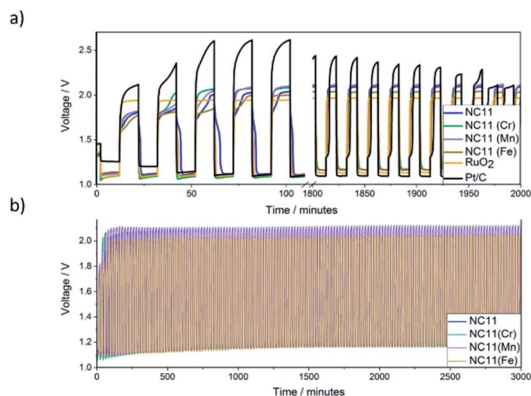 a)
Voltage / V
2.5
2.0
1.5
1.0
0
50
100
1800
1850
1900
1950
2000
Time / minutes
NC11
NC11 (Cr)
NC11 (Mn)
NC11 (Fe)
RuO2
Pt/C
b)
Voltage / V
2.0
1.8
1.6
1.4
1.2
1.0
0
500
1000
1500
2000
2500
3000
Time / minutes
NC11
NC11(Cr)
NC11(Mn)
NC11(Fe)